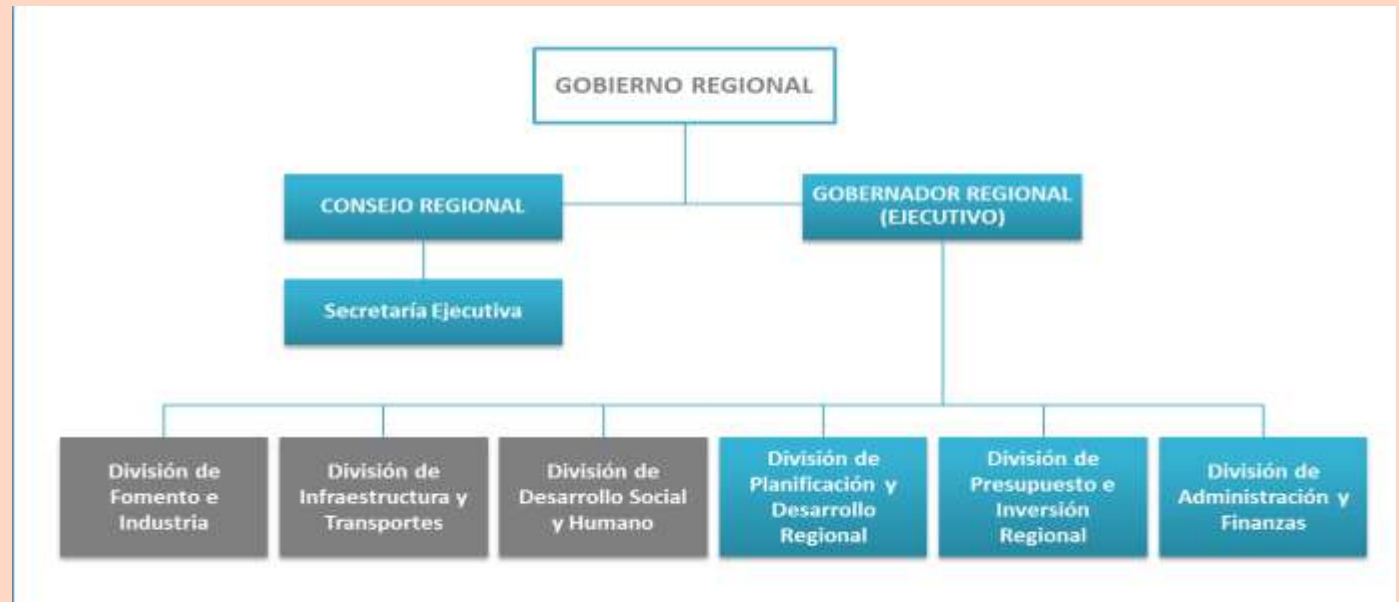 GOBIERNO REGIONAL
CONSEJO REGIONAL
GOBERNADOR REGIONAL
(EJECUTIVO)
Secretaría Ejecutiva
División de
Fomento e
Industria
División de
Infraestructura y
Transportes
División de
Desarrollo Social
y Humano
División de
Planificación y
Desarrollo
Regional
División de
Presupuesto e
Inversión
Regional
División de
Administración y
Finanzas